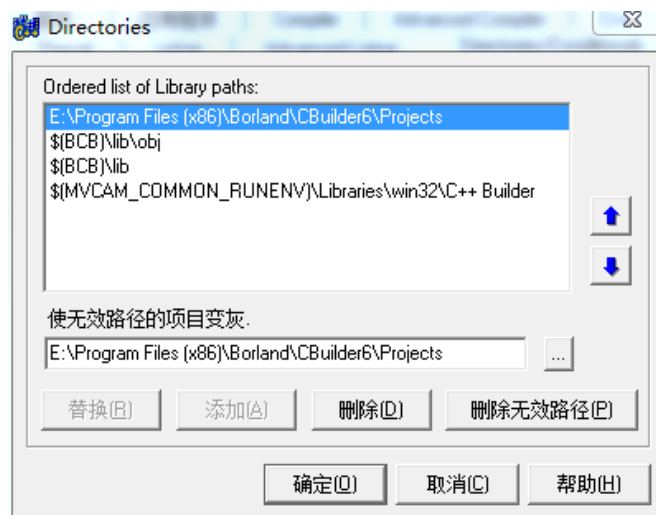 Directories
Ordered list of Library paths:
E:\Program Files (x86)\Borland\CBuilder6\Projects
$(BCB)\lib\obj
$(BCB)\lib
$(MVCAM_COMMON_RUNENV)\Libraries\win32\C++ Builder
使无效路径的项目变灰.
E:\Program Files (x86)\Borland\CBuilder6\Projects
...
替换(R) 添加(A) 删除(D) 删除无效路径(P)
确定(O) 取消(C) 帮助(H)